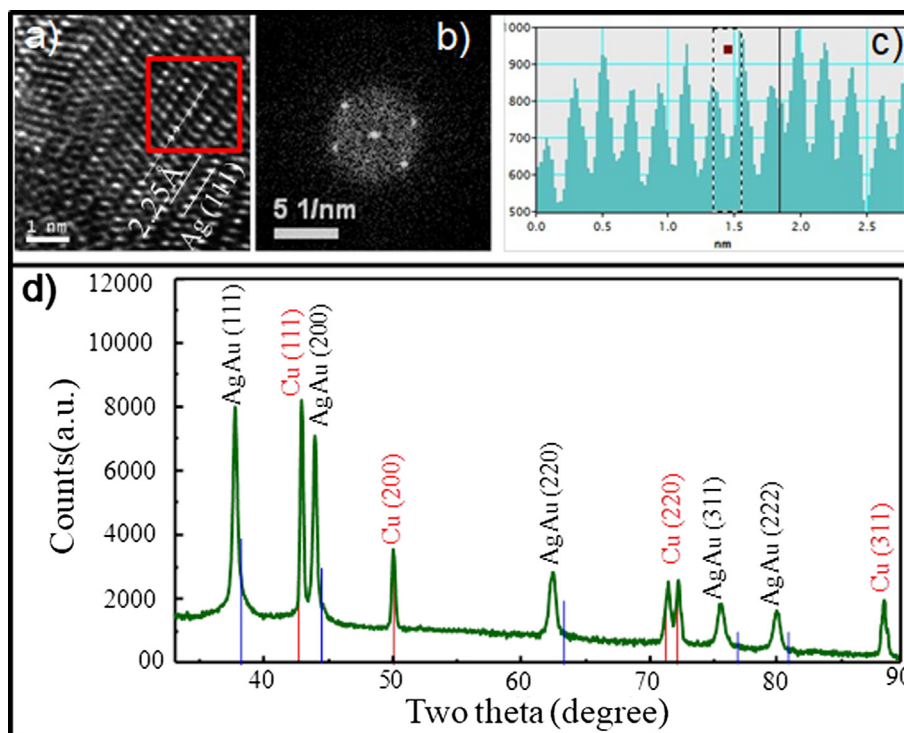 a)
2.25Å
Ag(111)
1 nm
b)
5 1/nm
c)
1000
900
800
700
600
500
0.0 0.5 1.0 1.5 2.0 2.5
nm
d)
12000
10000
8000
6000
4000
2000
00
Counts(a.u.)
AgAu (111)
Cu (111)
AgAu (200)
Cu (200)
AgAu (220)
Cu (220)
AgAu (311)
AgAu (222)
Cu (311)
40 50 60 70 80 90
Two theta (degree)